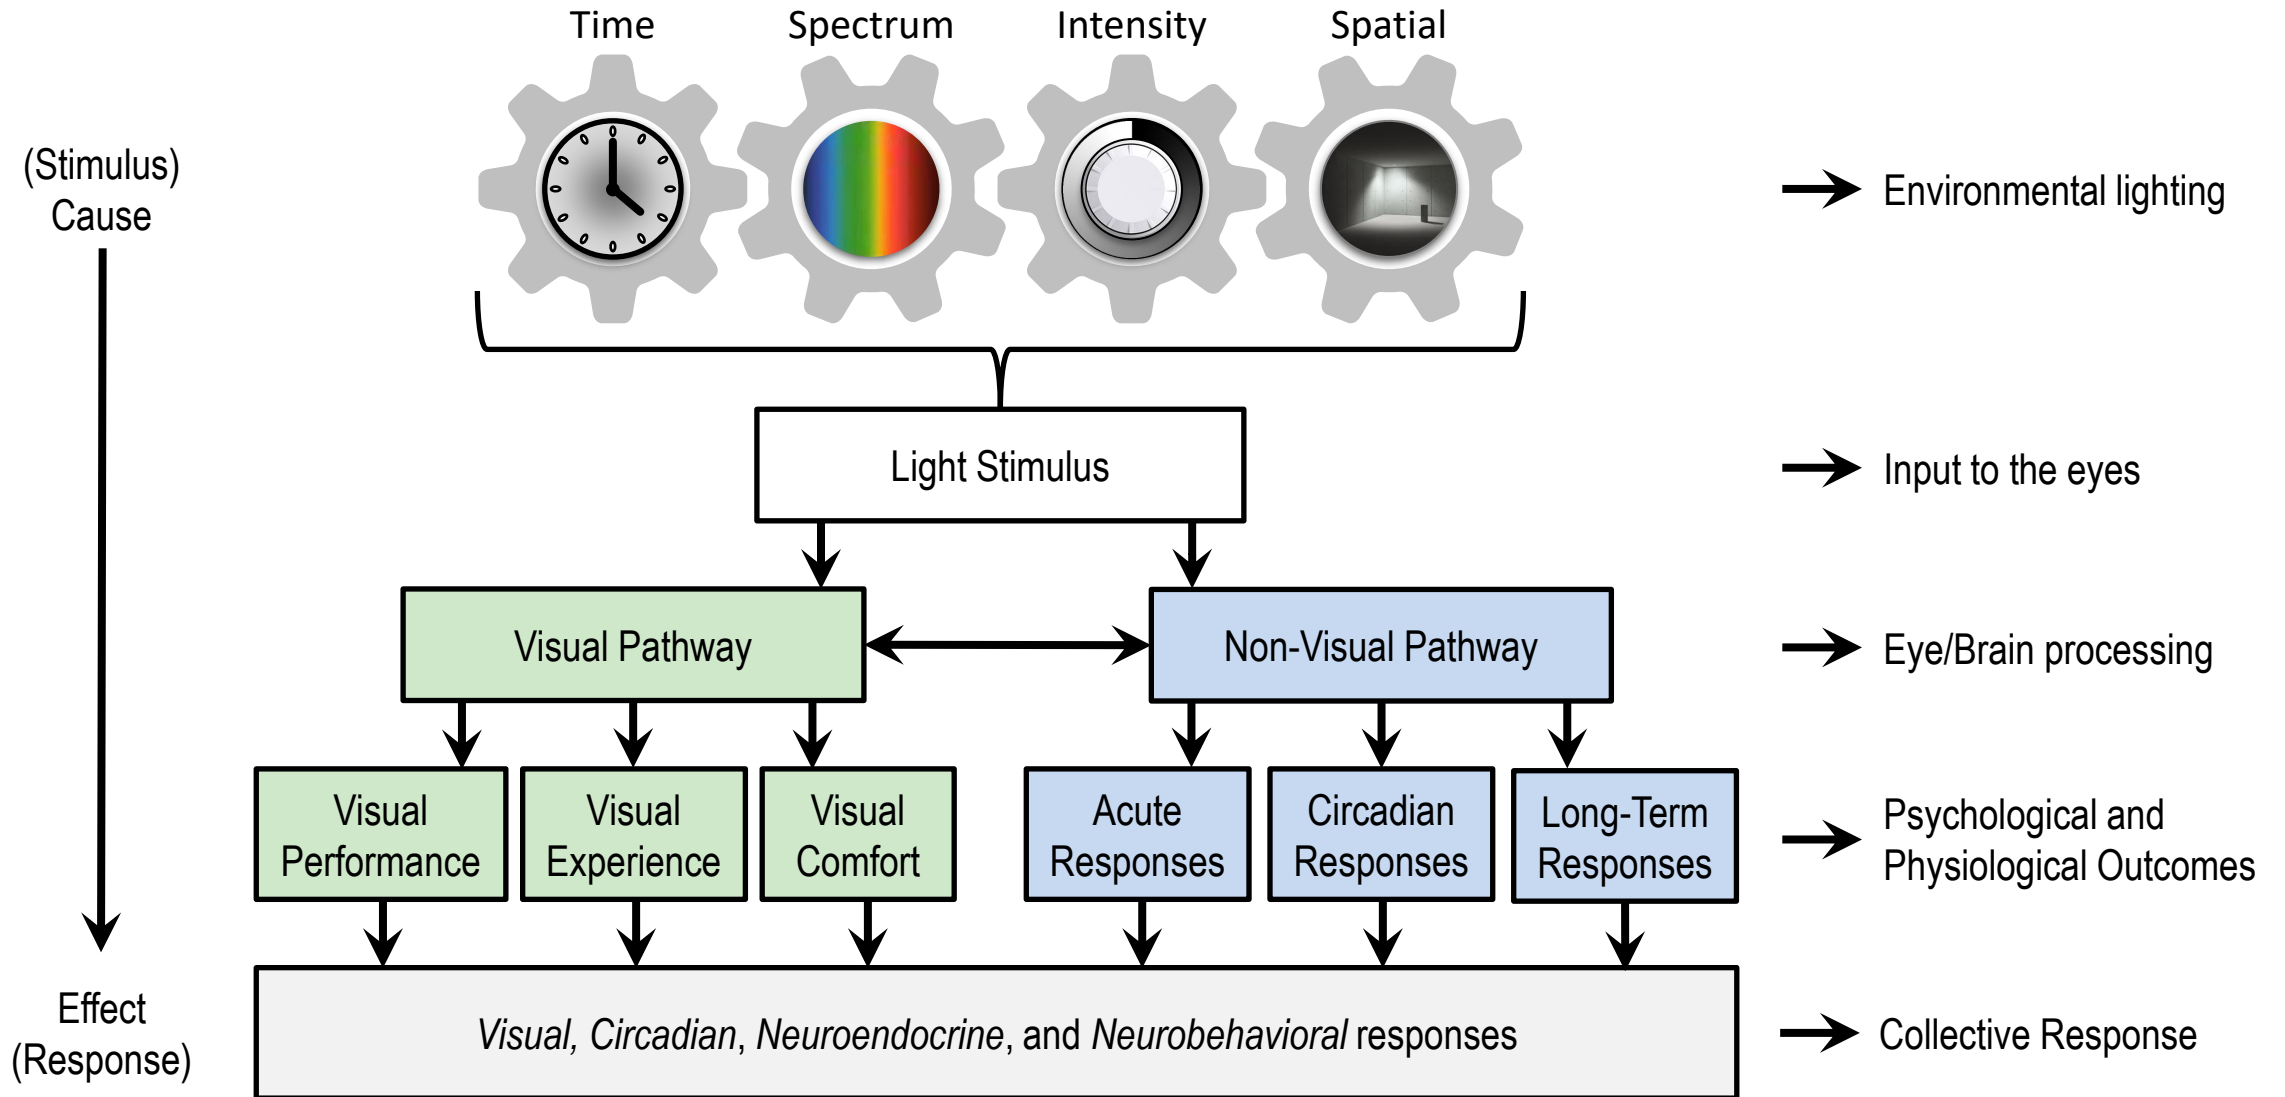 Time
Spectrum
Intensity
Spatial
(Stimulus)
Cause
Environmental lighting
Light Stimulus
Input to the eyes
Visual Pathway
Non-Visual Pathway
Eye/Brain processing
Visual
Performance
Visual
Experience
Visual
Comfort
Acute
Responses
Circadian
Responses
Long-Term
Responses
Psychological and
Physiological Outcomes
Effect
(Response)
Visual, Circadian, Neuroendocrine, and Neurobehavioral responses
Collective Response